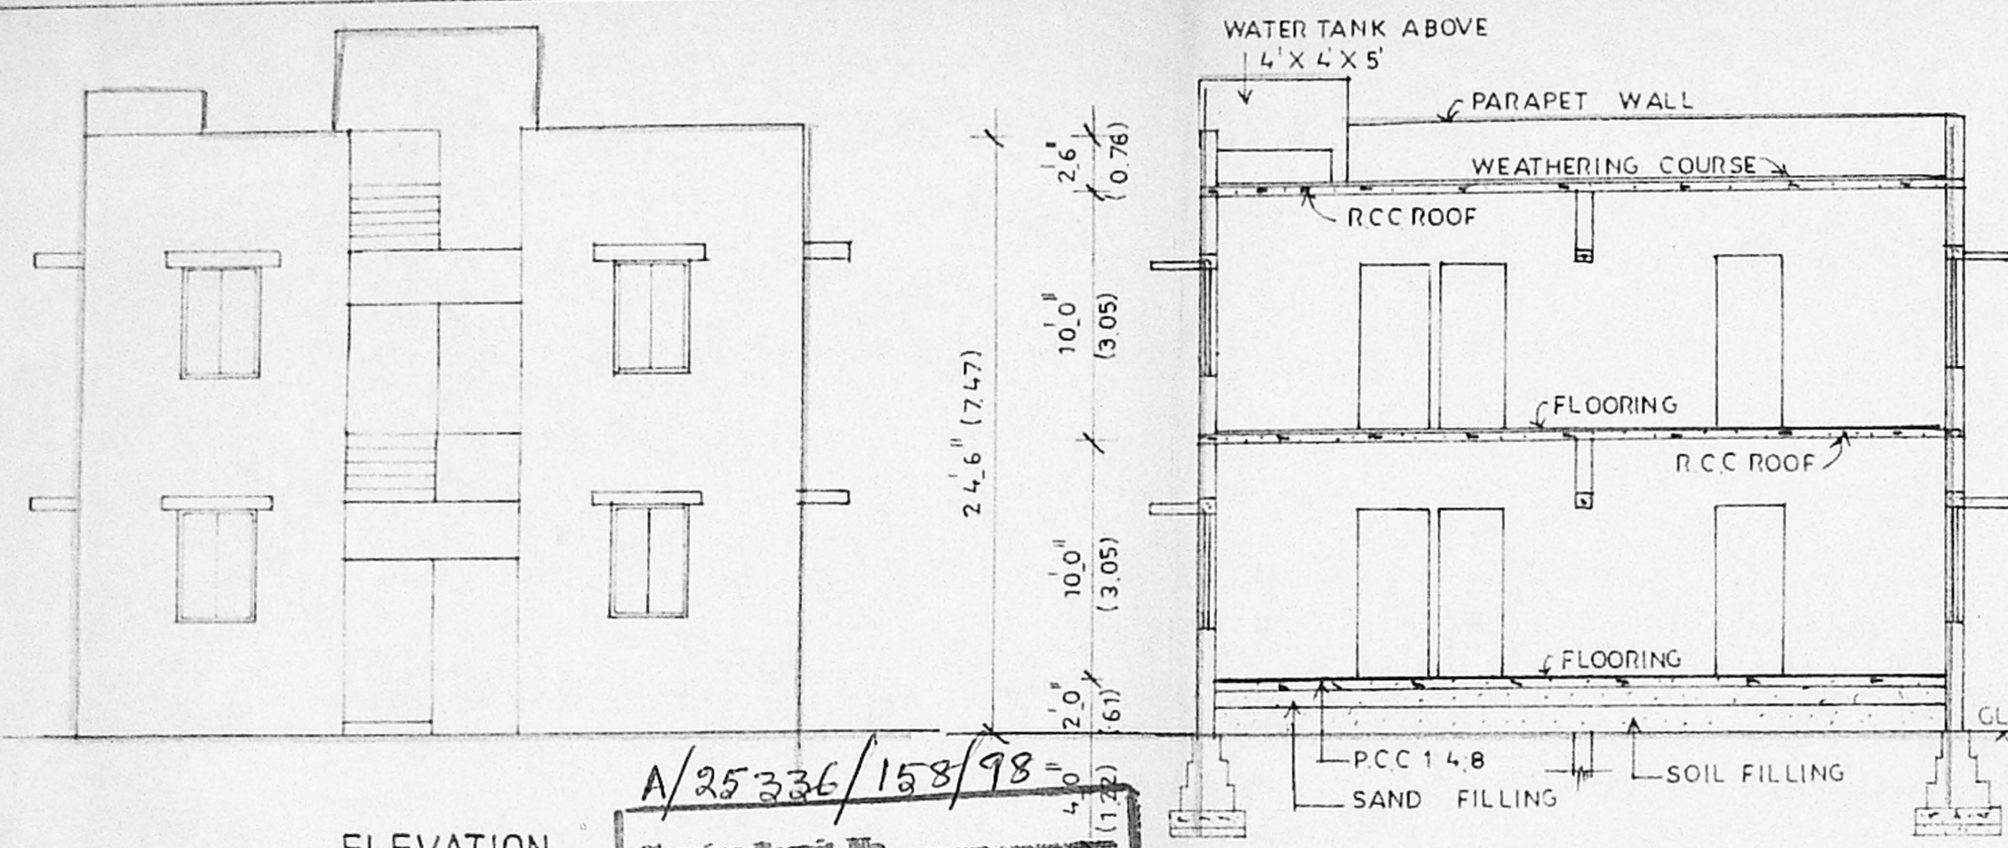 WATER TANK ABOVE
4' X 4' X 5'
PARAPET WALL
WEATHERING COURSE
R.C.C ROOF
2'6"
(0.76)
10'0"
(3.05)
24'6" (7.47)
FLOORING
R.C.C ROOF
10'0"
(3.05)
FLOORING
2'0"
(.61)
GL
P.C.C 1:4:8
SOIL FILLING
SAND FILLING
4'0"
(1.22)
A/25336/158/98
ELEVATION